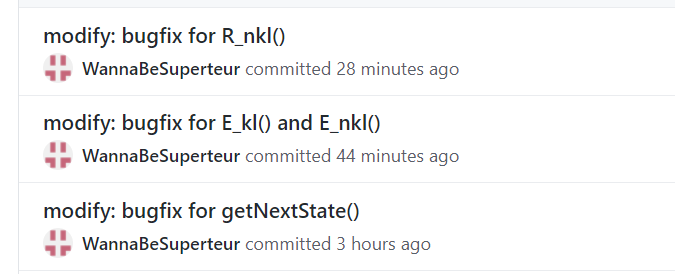 modify: bugfix for R_nkl()
WannaBeSuperteur committed 28 minutes ago
modify: bugfix for E_kl() and E_nkl()
WannaBeSuperteur committed 44 minutes ago
modify: bugfix for getNextState()
WannaBeSuperteur committed 3 hours ago